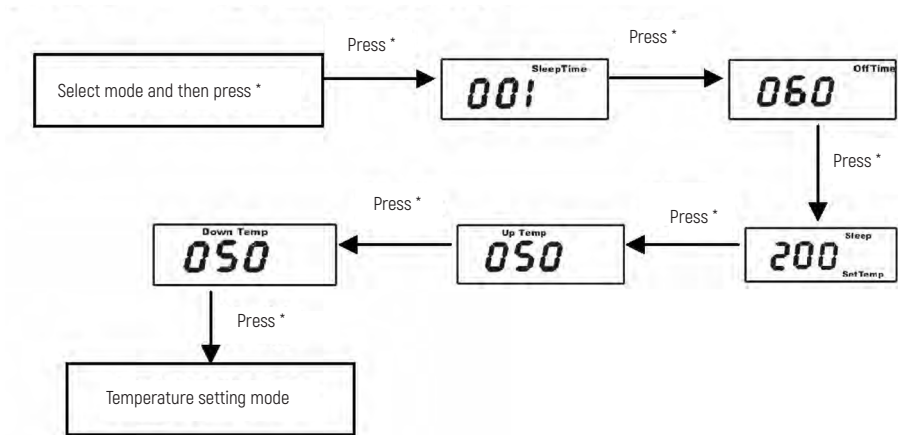 Select mode and then press *
Press *
SleepTime
001
Press *
OffTime
060
Press *
Sleep
200
SetTemp
Press *
Up Temp
050
Press *
Down Temp
050
Press *
Temperature setting mode